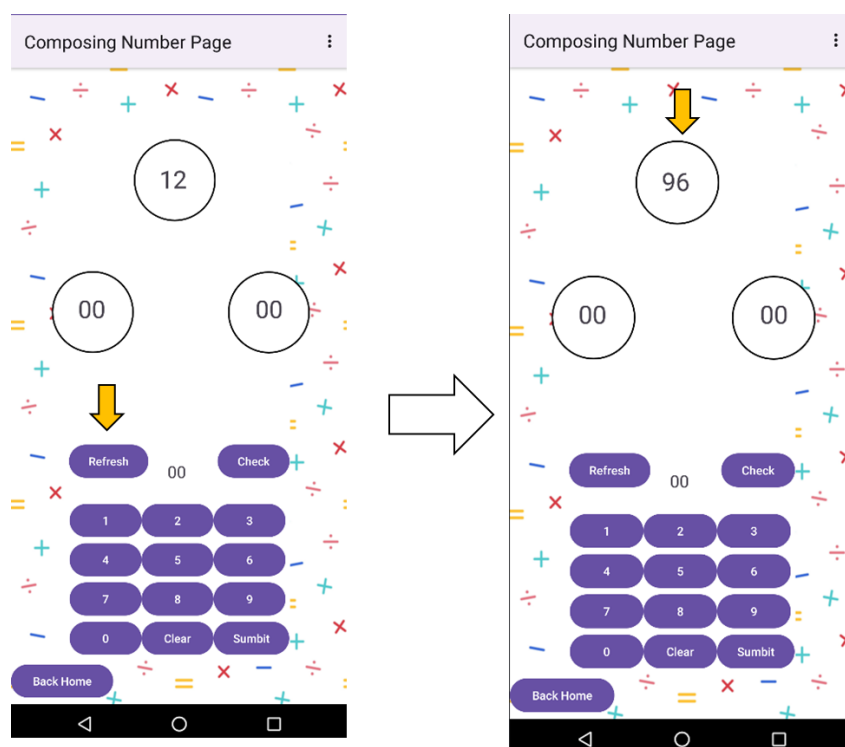 Composing Number Page
12
00
00
Refresh
00
Check
1
2
3
4
5
6
7
8
9
0
Clear
Sumbit
Back Home
Composing Number Page
96
00
00
Refresh
00
Check
1
2
3
4
5
6
7
8
9
0
Clear
Sumbit
Back Home